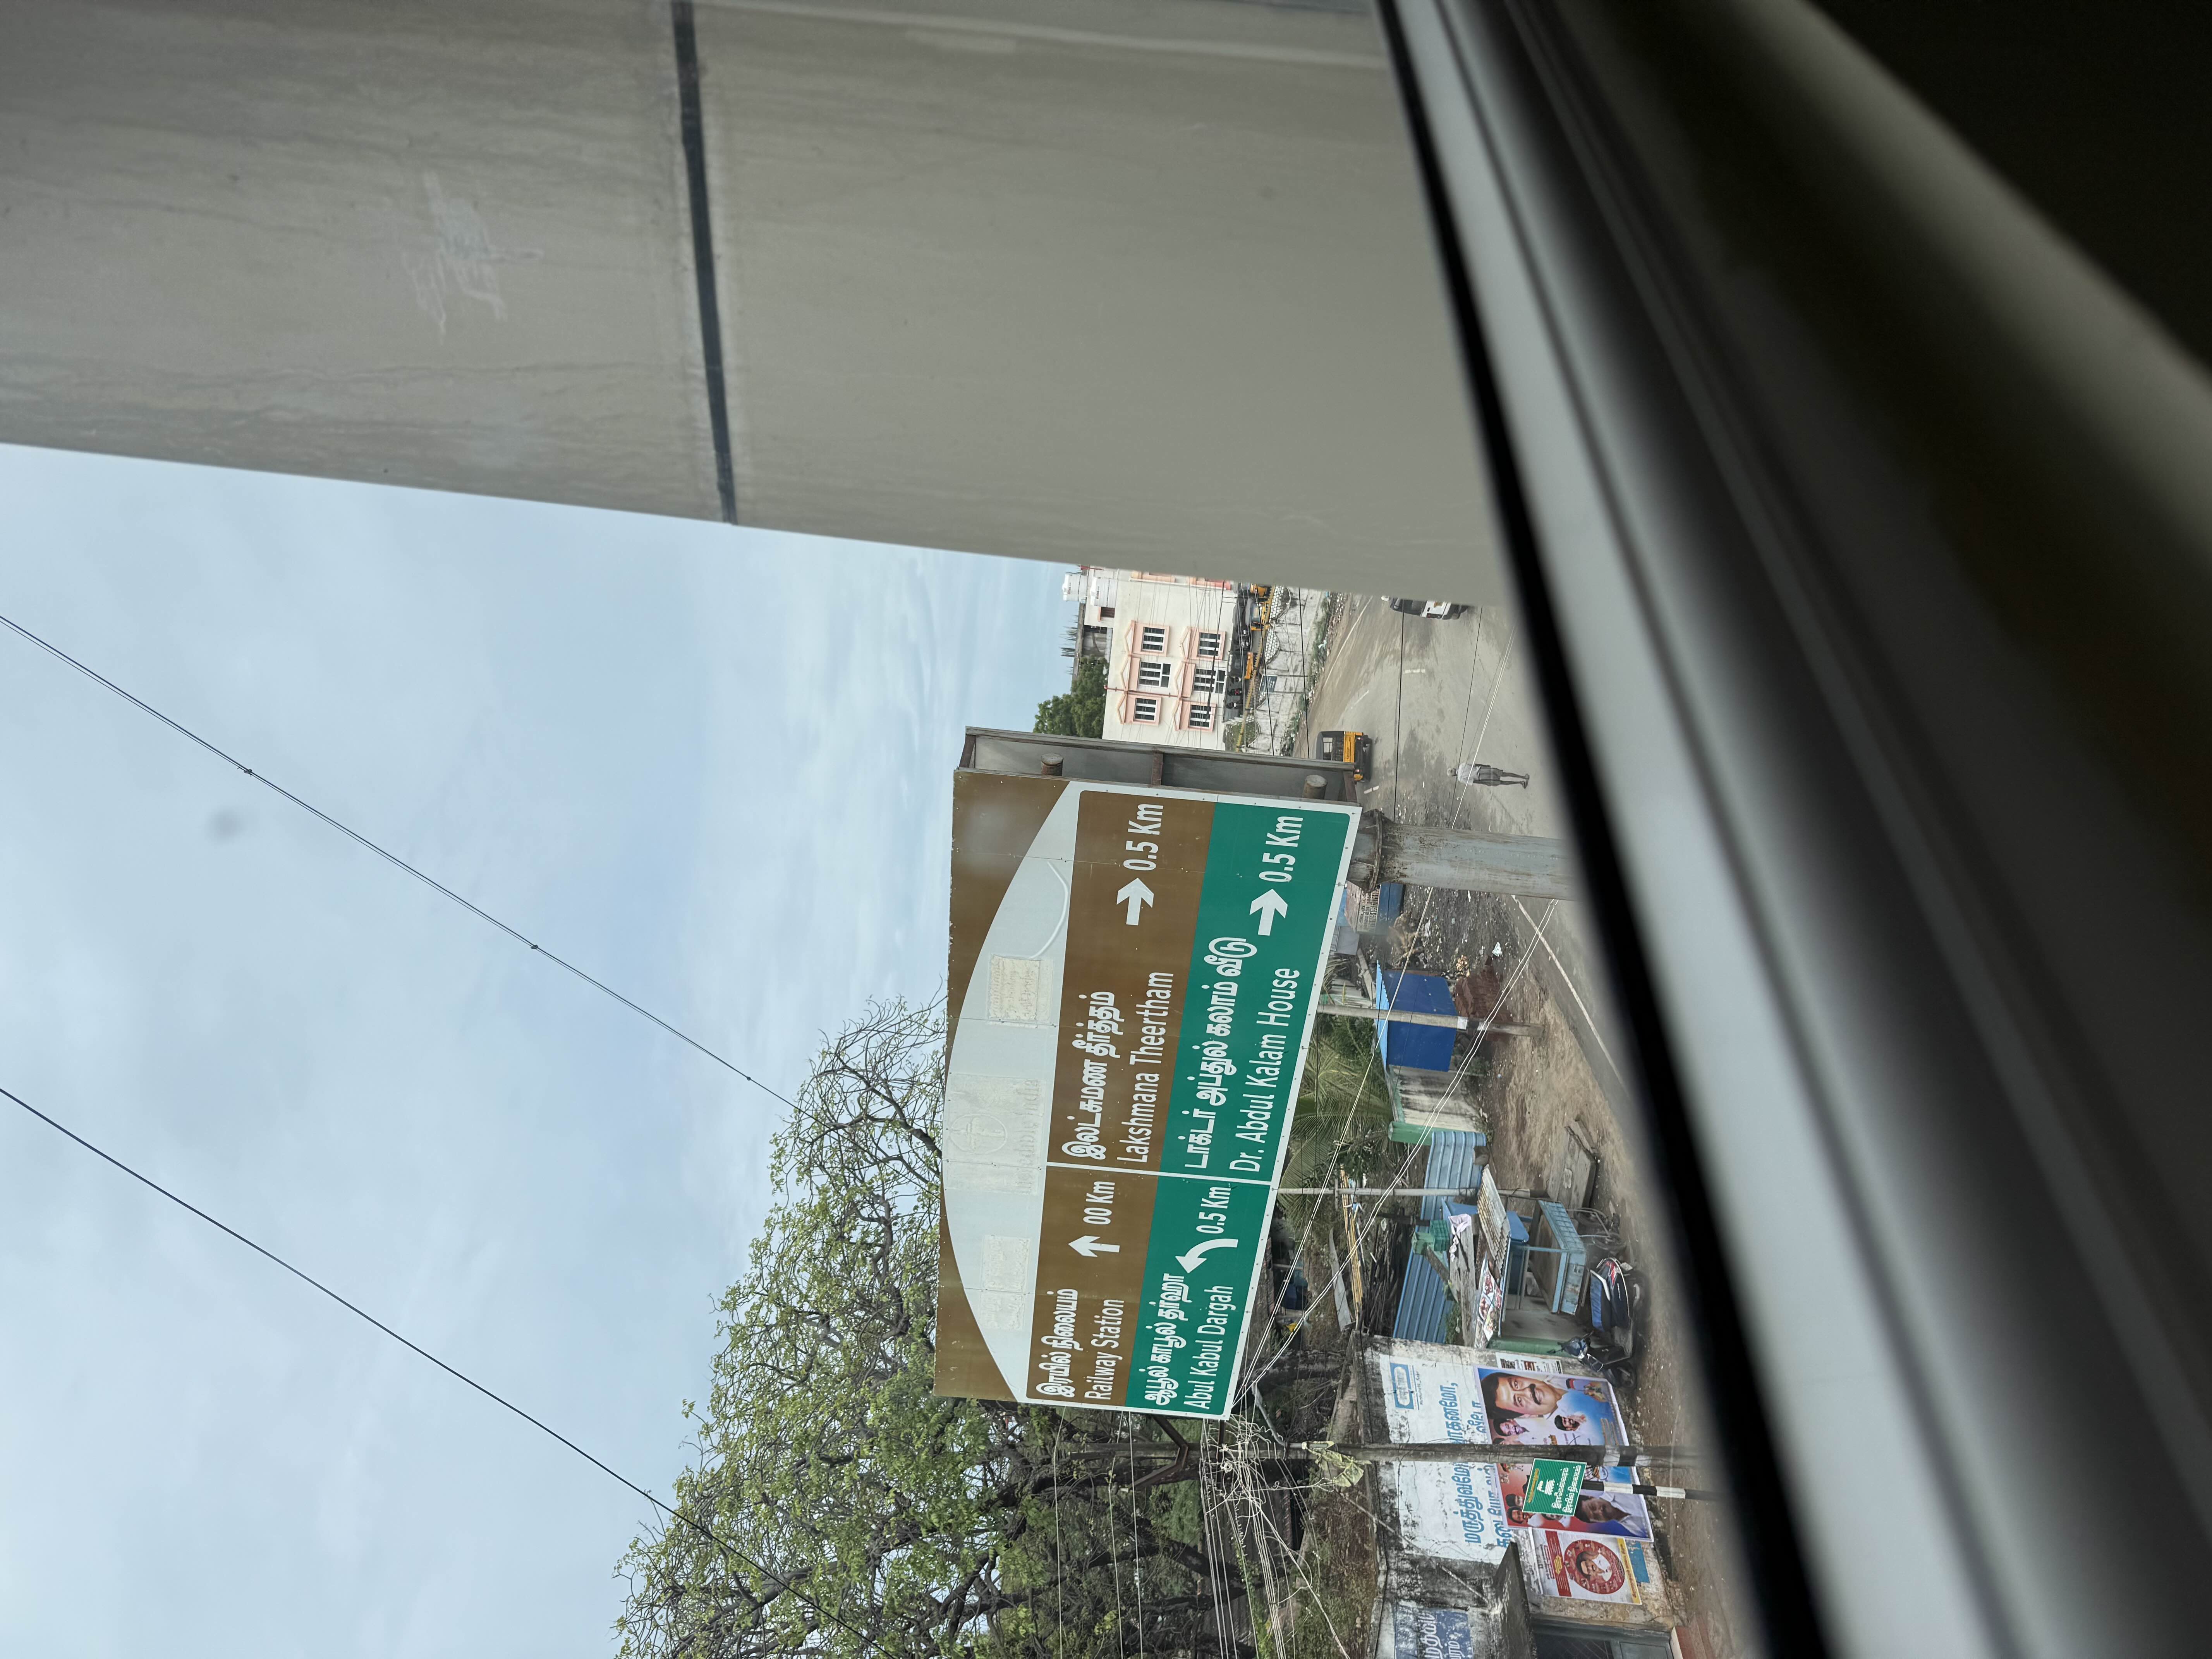 இரயில் நிலையம்
Railway Station
00 Km
ஆபூல் காபூல் தர்ஹா
Abul Kabul Dargah
0.5 Km
இலட்சுமண தீர்த்தம்
Lakshmana Theertham
0.5 Km
டாக்டர் அப்துல் கலாம் வீடு
Dr. Abdul Kalam House
0.5 Km